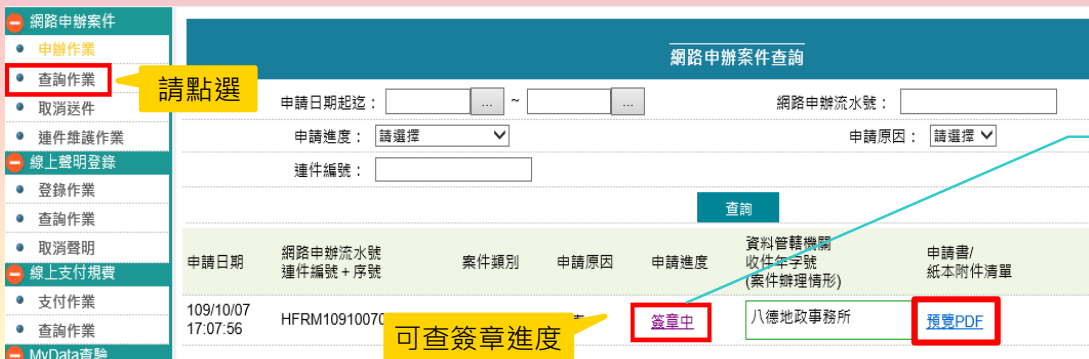 網路申辦案件
申辦作業
查詢作業
請點選
取消送件
連件維護作業
線上聲明登錄
登錄作業
查詢作業
取消聲明
線上支付規費
支付作業
查詢作業
MyData查驗
網路申辦案件查詢
申請日期起迄： ... ~ ... 網路申辦流水號：
申請進度： 請選擇 申請原因： 請選擇
連件編號：
查詢
申請日期 網路申辦流水號 連件編號+序號 案件類別 申請原因 申請進度 資料管轄機關 收件年字號 (案件辦理情形) 申請書/ 紙本附件清單
109/10/07
17:07:56
HFRM10910070
簽章中
八德地政事務所
預覽PDF
可查簽章進度